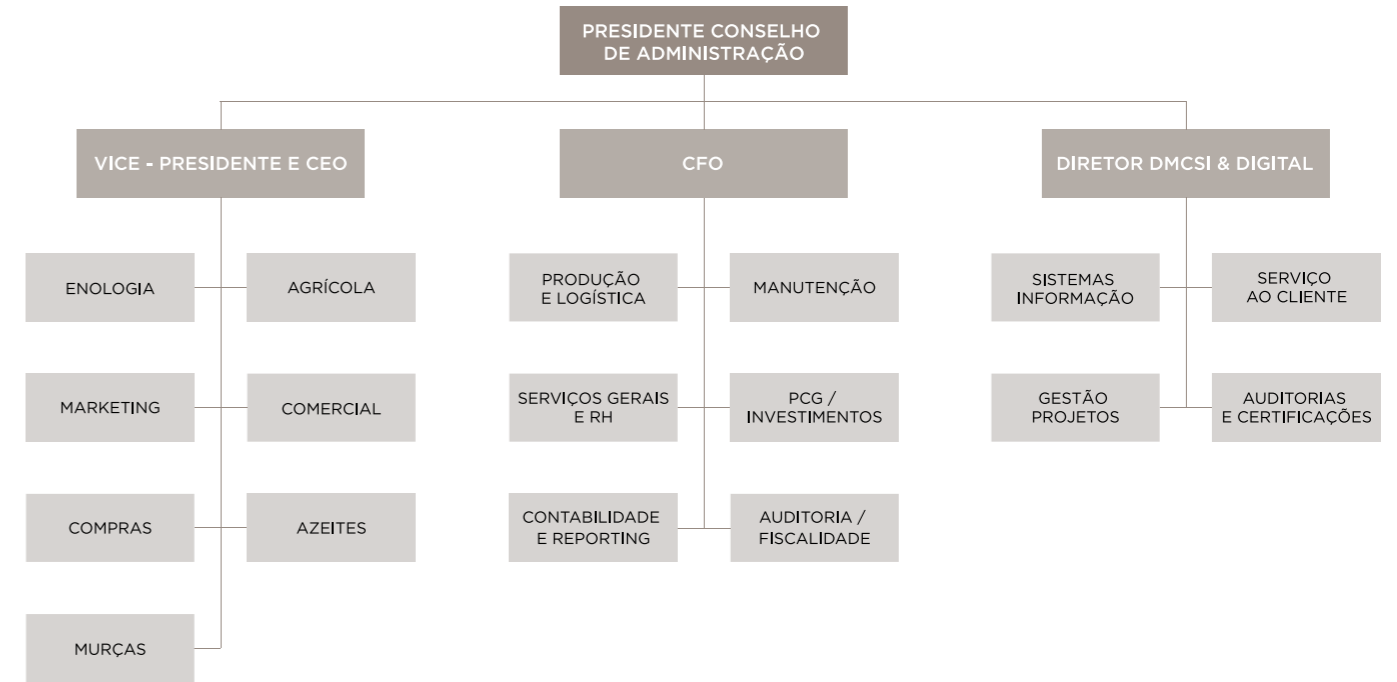 PRESIDENTE CONSELHO
DE ADMINISTRAÇÃO
VICE - PRESIDENTE E CEO
CFO
DIRETOR DMCSI & DIGITAL
ENOLOGIA
AGRÍCOLA
PRODUÇÃO
E LOGÍSTICA
MANUTENÇÃO
SISTEMAS
INFORMAÇÃO
SERVIÇO
AO CLIENTE
MARKETING
COMERCIAL
SERVIÇOS GERAIS
E RH
PCG /
INVESTIMENTOS
GESTÃO
PROJETOS
AUDITORIAS
E CERTIFICAÇÕES
COMPRAS
AZEITES
CONTABILIDADE
E REPORTING
AUDITORIA /
FISCALIDADE
MURÇAS